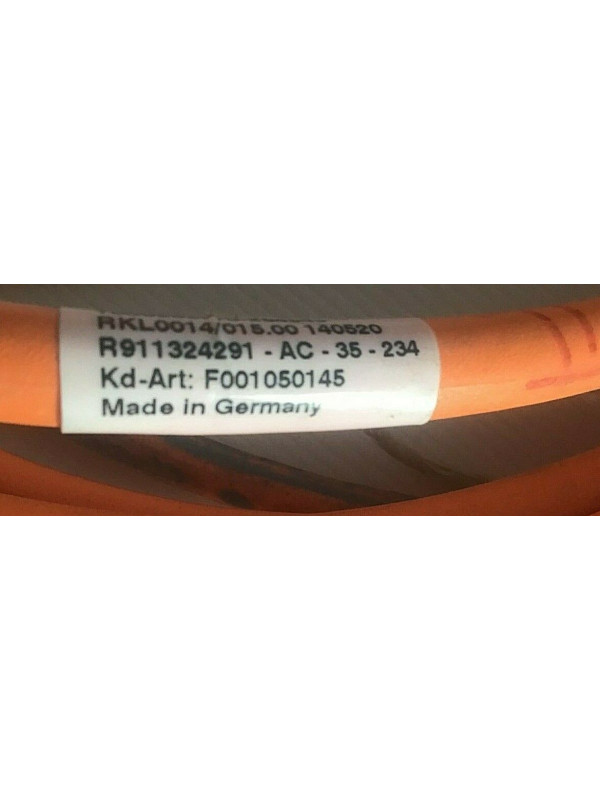 RKL0014/015.00 140520
R911324291 - AC - 35 - 234
Kd-Art: F001050145
Made in Germany